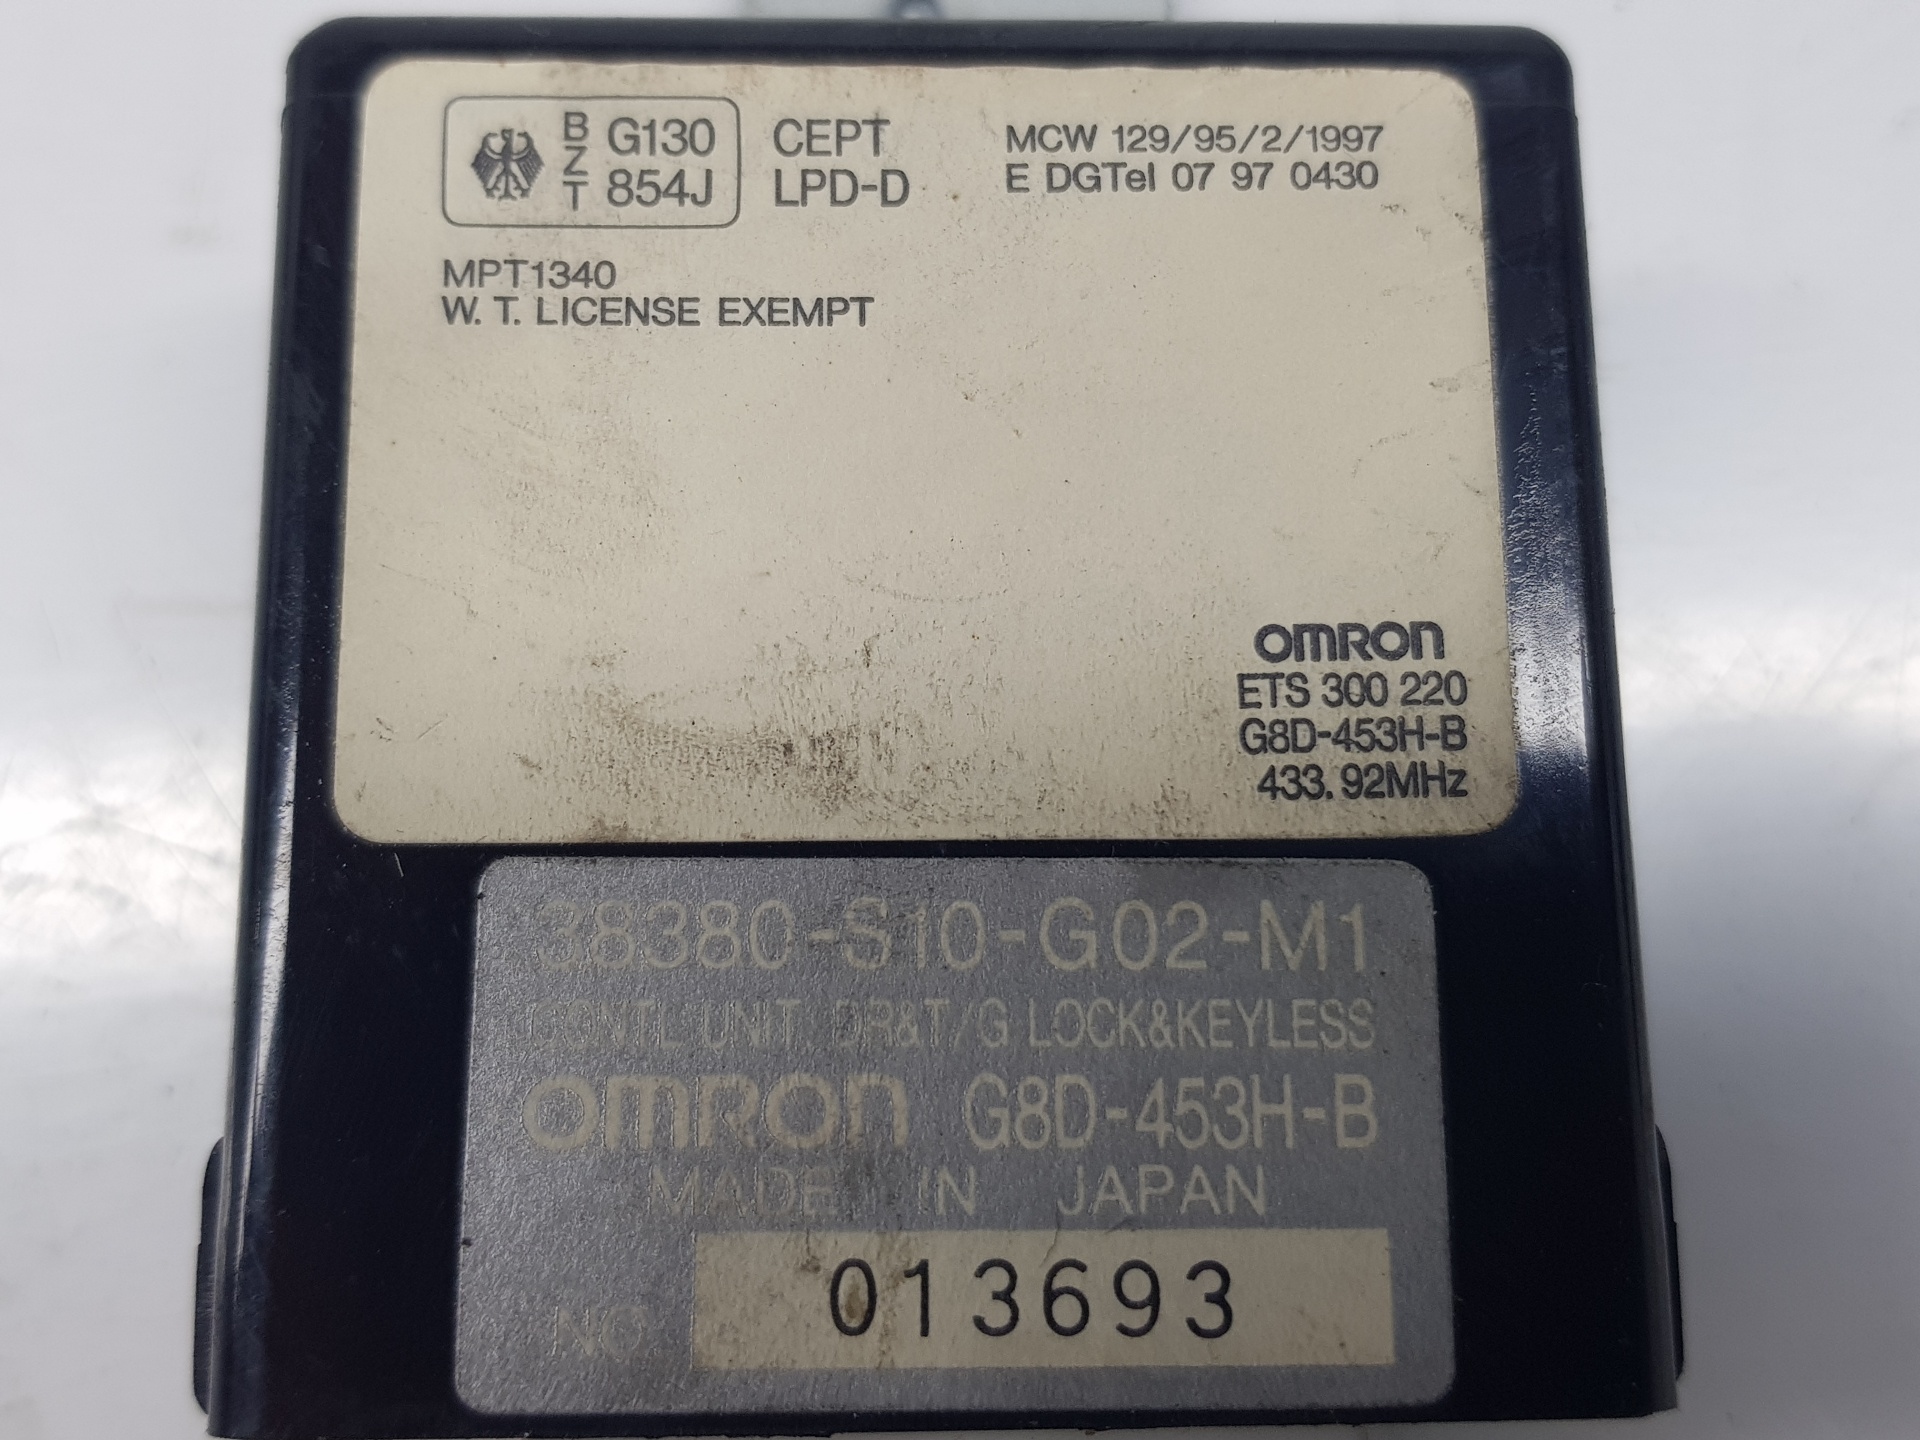 BZT G130 854J
CEPT
LPD-D
MCW 129/95/2/1997
E DGTel 07 97 0430
MPT1340
W. T. LICENSE EXEMPT
OMRON
ETS 300 220
G8D-453H-B
433.92MHz
38380-S10-G02-M1
CONTL UNIT. DR&T/G LOCK&KEYLESS
OMRON G8D-453H-B
MADE IN JAPAN
NO. 013693